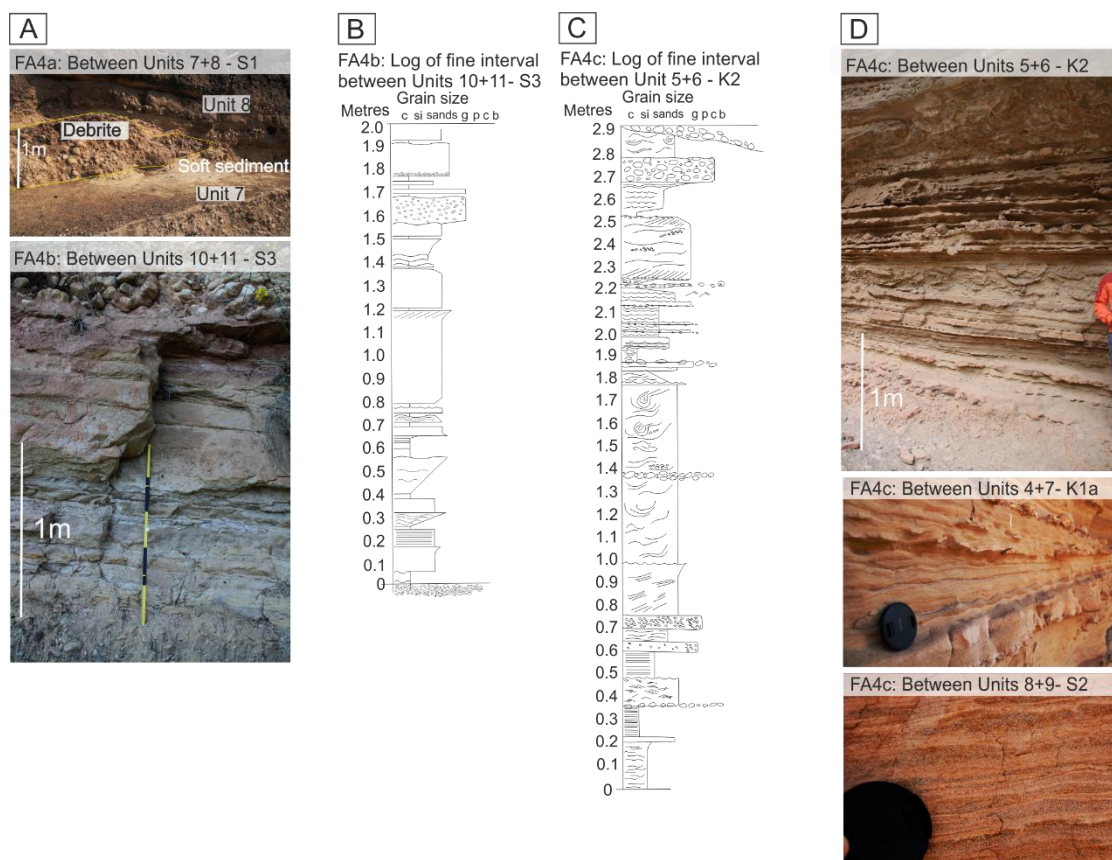 A
FA4a: Between Units 7+8 - S1
Unit 8
Debrite
1m
Soft sediment
Unit 7
FA4b: Between Units 10+11 - S3
1m
B
FA4b: Log of fine interval
between Units 10+11- S3
Grain size
Metres
c si sands g p c b
2.0
1.9
1.8
1.7
1.6
1.5
1.4
1.3
1.2
1.1
1.0
0.9
0.8
0.7
0.6
0.5
0.4
0.3
0.2
0.1
0
C
FA4c: Log of fine interval
between Unit 5+6 - K2
Grain size
Metres
c si sands g p c b
2.9
2.8
2.7
2.6
2.5
2.4
2.3
2.2
2.1
2.0
1.9
1.8
1.7
1.6
1.5
1.4
1.3
1.2
1.1
1.0
0.9
0.8
0.7
0.6
0.5
0.4
0.3
0.2
0.1
0
D
FA4c: Between Units 5+6 - K2
1m
FA4c: Between Units 4+7- K1a
FA4c: Between Units 8+9- S2